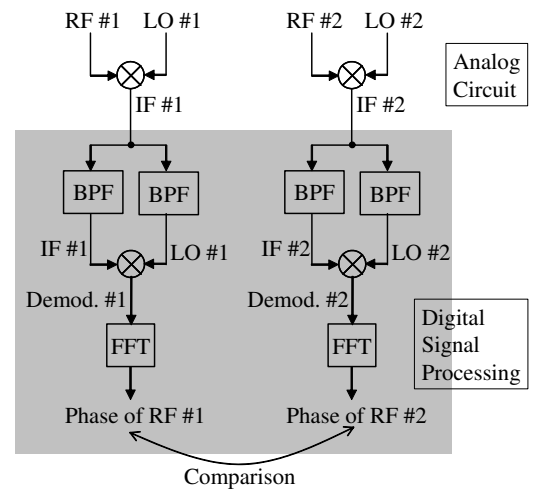 RF #1 LO #1 RF #2 LO #2
Analog
Circuit
IF #1 IF #2
BPF BPF BPF BPF
IF #1 LO #1 IF #2 LO #2
Demod. #1 Demod. #2
Digital
Signal
Processing
FFT FFT
Phase of RF #1 Phase of RF #2
Comparison